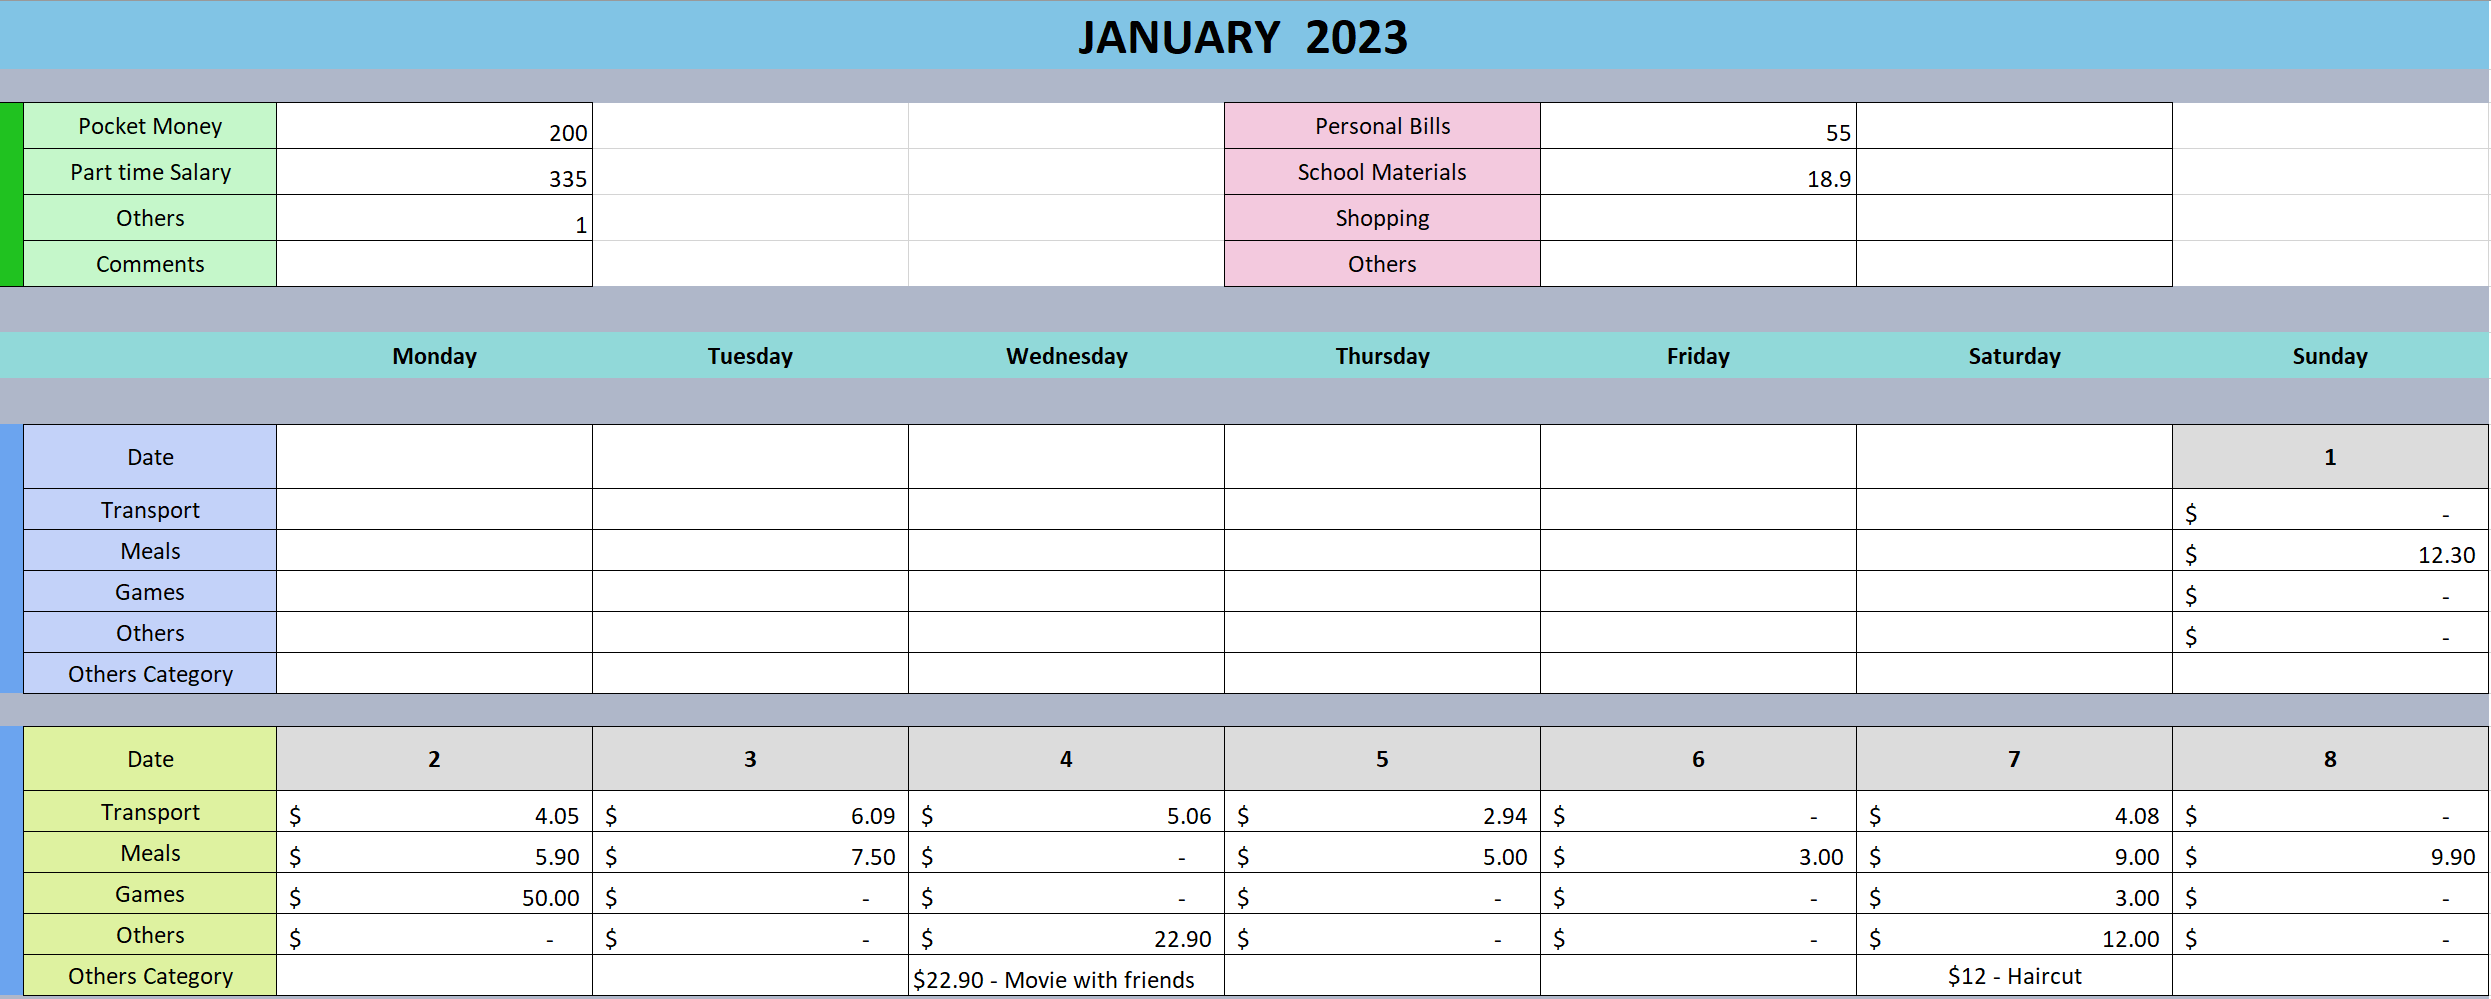 JANUARY 2023
Pocket Money 200 Personal Bills 55
Part time Salary 335 School Materials 18.9
Others 1 Shopping
Comments Others
Monday Tuesday Wednesday Thursday Friday Saturday Sunday
Date 1
Transport $ -
Meals $ 12.30
Games $ -
Others $ -
Others Category
Date 2 3 4 5 6 7 8
Transport $ 4.05 $ 6.09 $ 5.06 $ 2.94 $ - $ 4.08 $ -
Meals $ 5.90 $ 7.50 $ - $ 5.00 $ 3.00 $ 9.00 $ 9.90
Games $ 50.00 $ - $ - $ - $ - $ 3.00 $ -
Others $ - $ - $ 22.90 $ - $ - $ 12.00 $ -
Others Category $22.90 - Movie with friends $12 - Haircut